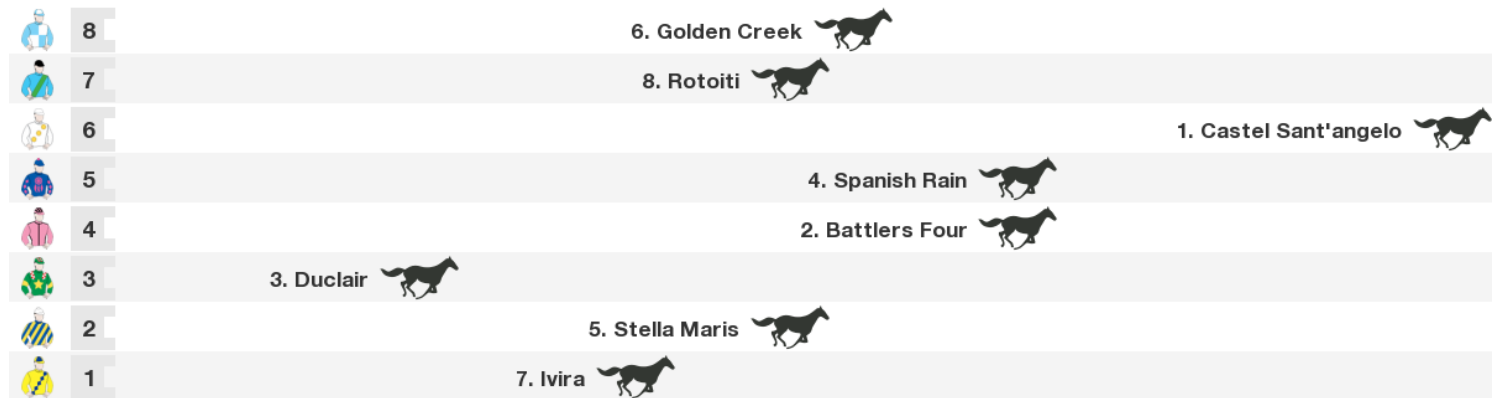 8 6. Golden Creek
7 8. Rotoiti
6 1. Castel Sant'angelo
5 4. Spanish Rain
4 2. Battlers Four
3 3. Duclair
2 5. Stella Maris
1 7. Ivira